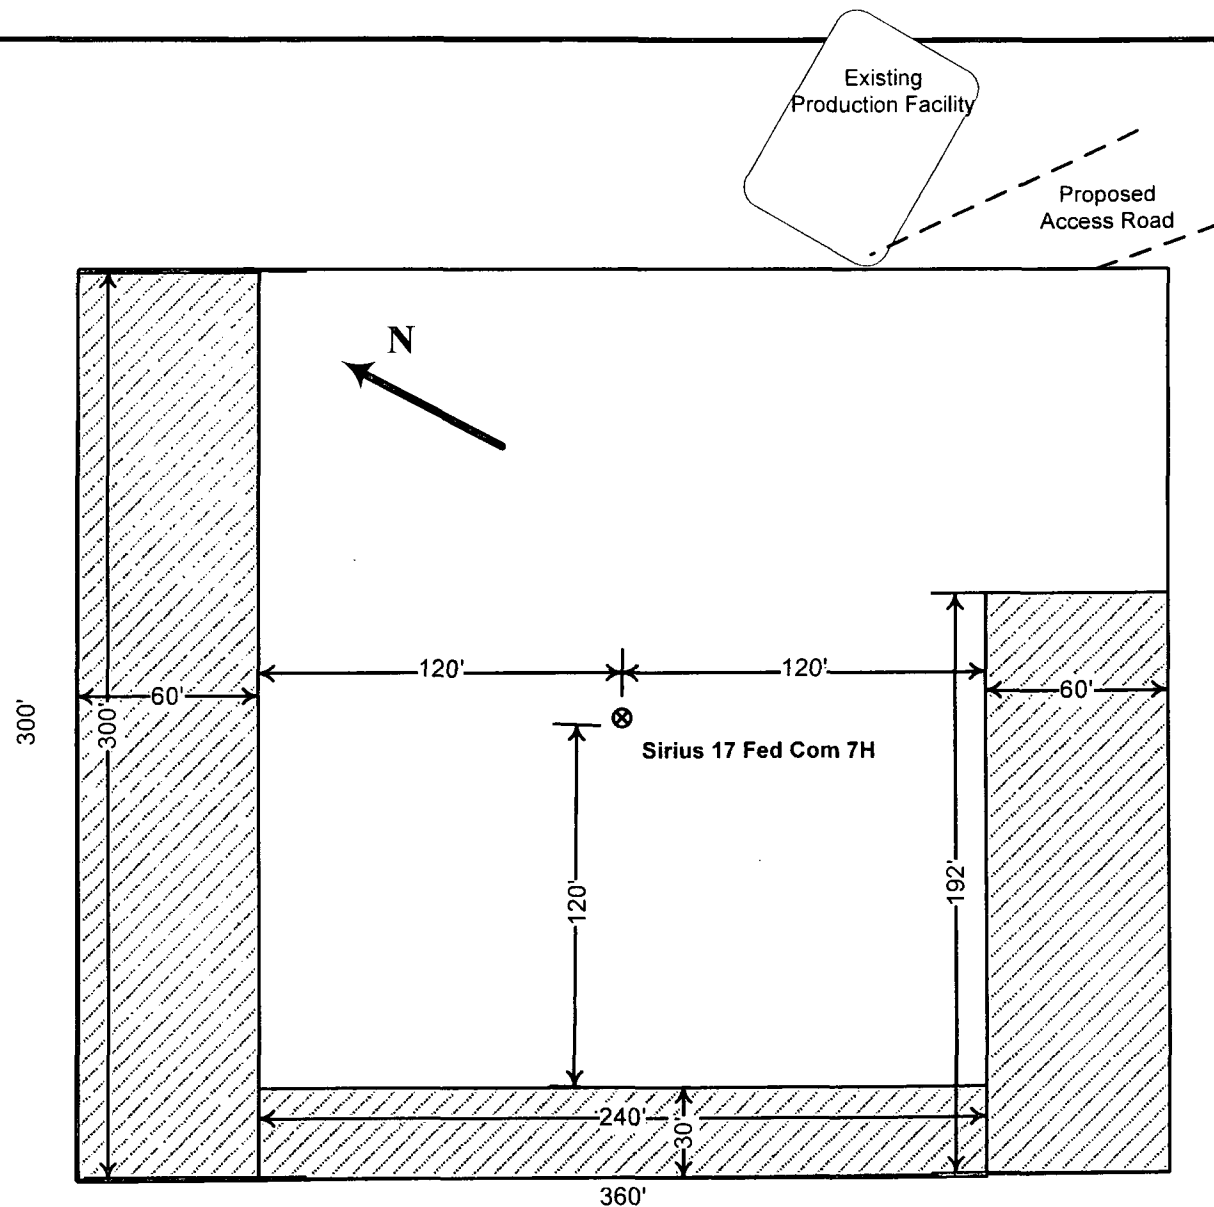 Existing
Production Facility
Proposed
Access Road
N
120'
120'
60'
60'
300'
300'
Sirius 17 Fed Com 7H
120'
192'
240'
30'
360'